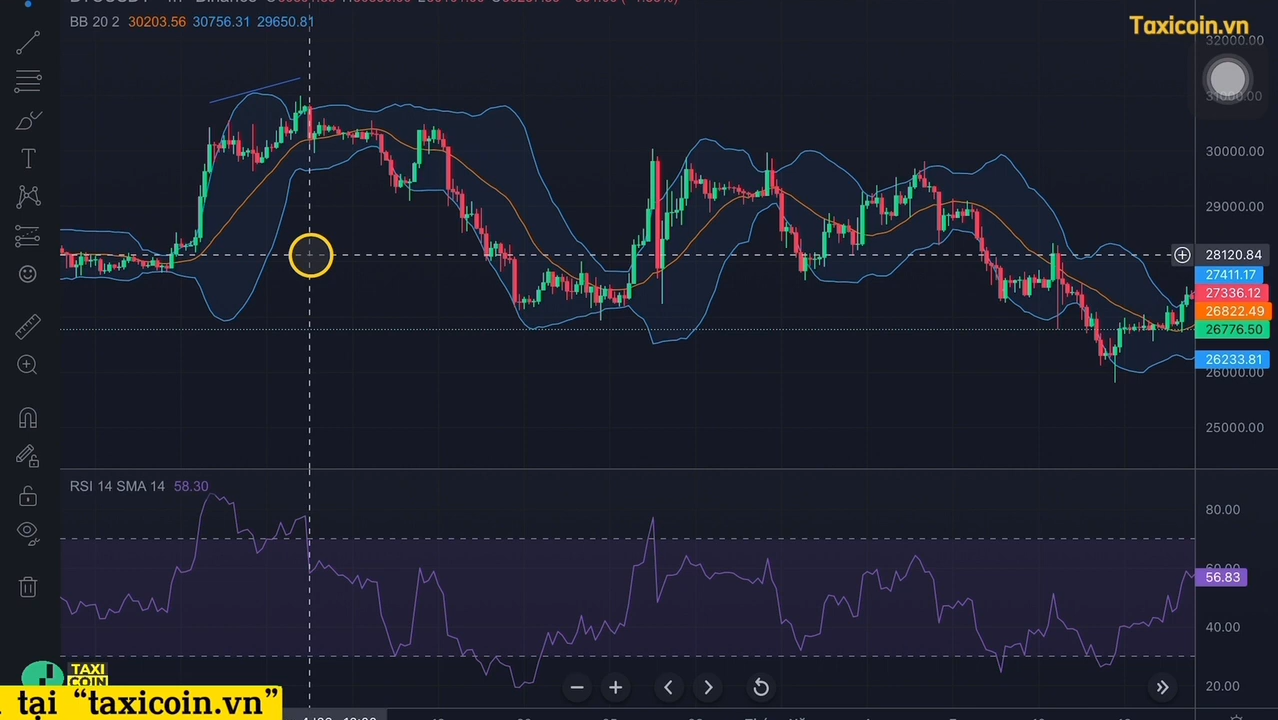 Taxicoin.vn
BB 20 2 30203.56 30756.31 29650.81
32000.00
31000.00
30000.00
29000.00
28120.84
27411.17
27336.12
26822.49
26776.50
26233.81
26000.00
25000.00
RSI 14 SMA 14 58.30
80.00
56.83
40.00
20.00
TAXI
COIN
tại “taxicoin.vn”